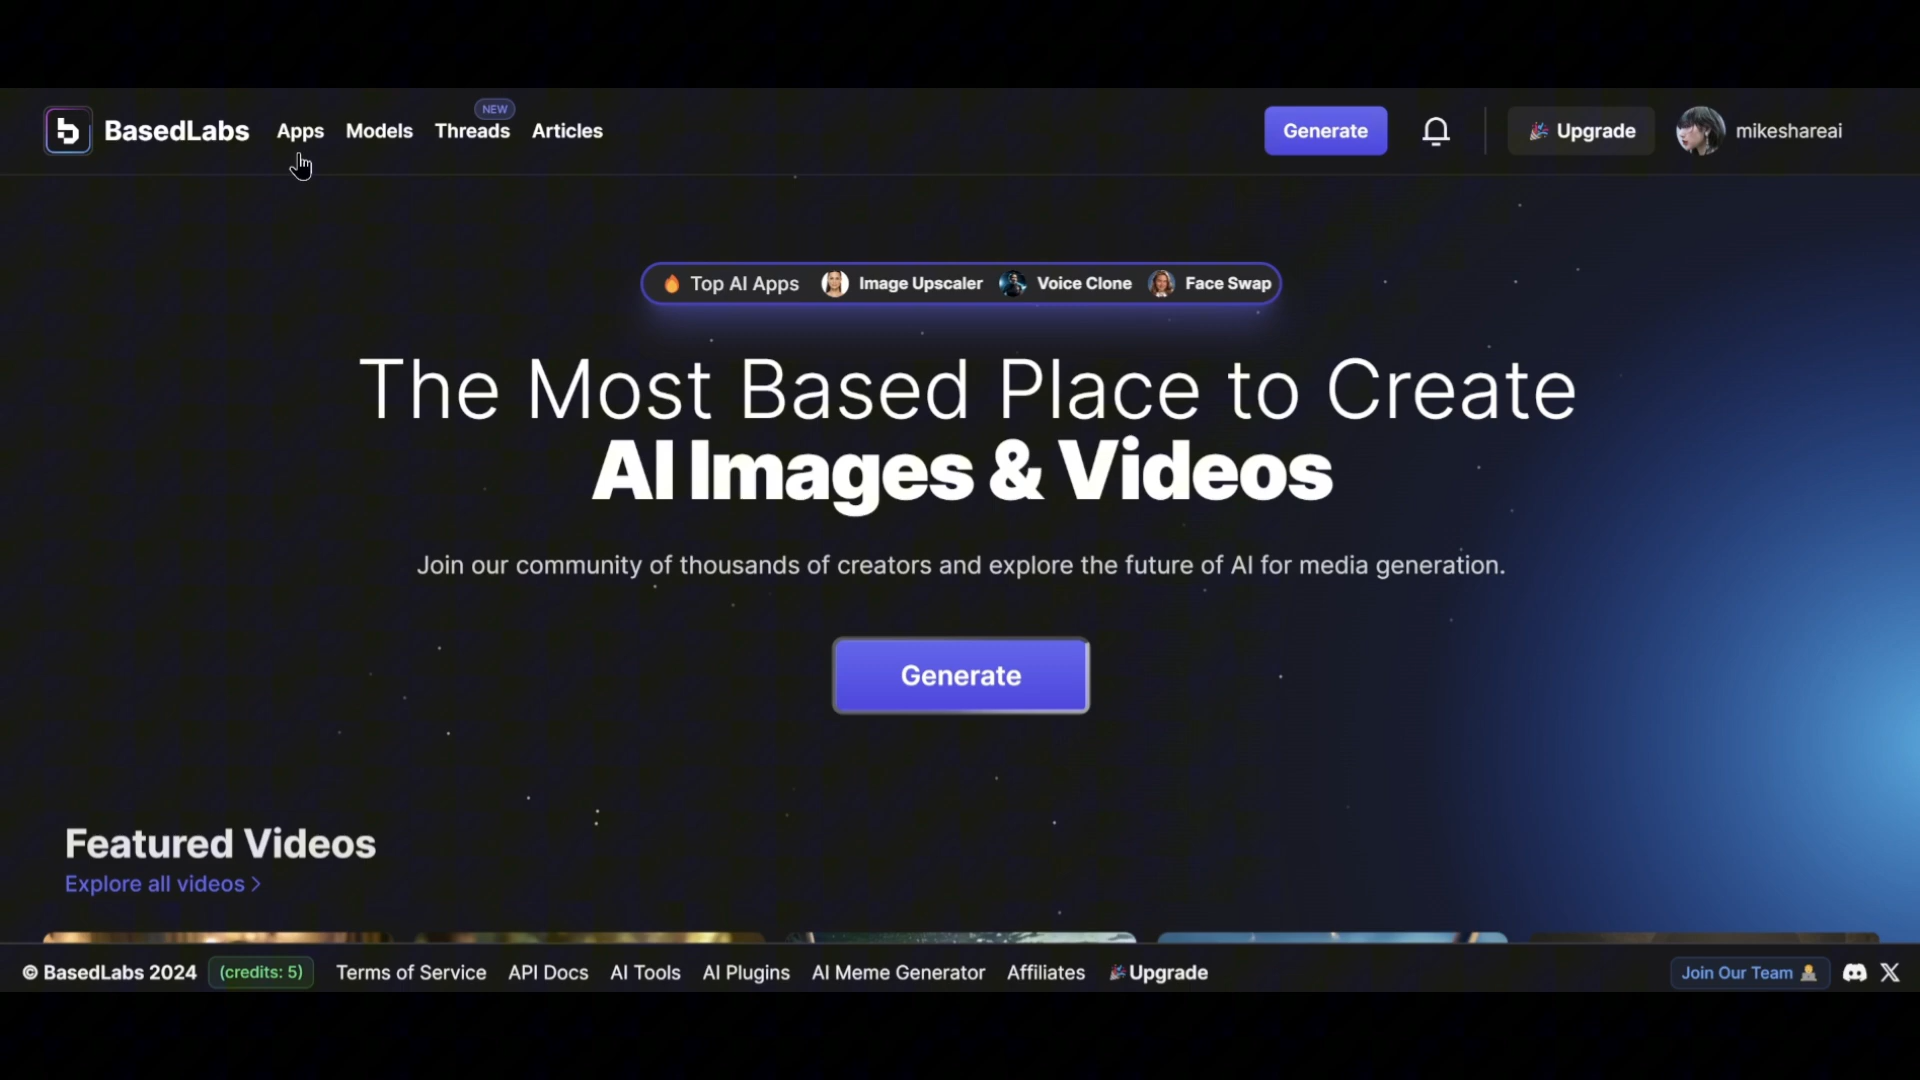 BasedLabs Apps Models Threads NEW Articles Generate Upgrade mikeshareai
Top AI Apps Image Upscaler Voice Clone Face Swap
The Most Based Place to Create
AI Images & Videos
Join our community of thousands of creators and explore the future of AI for media generation.
Generate
Featured Videos
Explore all videos >
© BasedLabs 2024 (credits: 5) Terms of Service API Docs AI Tools AI Plugins AI Meme Generator Affiliates Upgrade Join Our Team